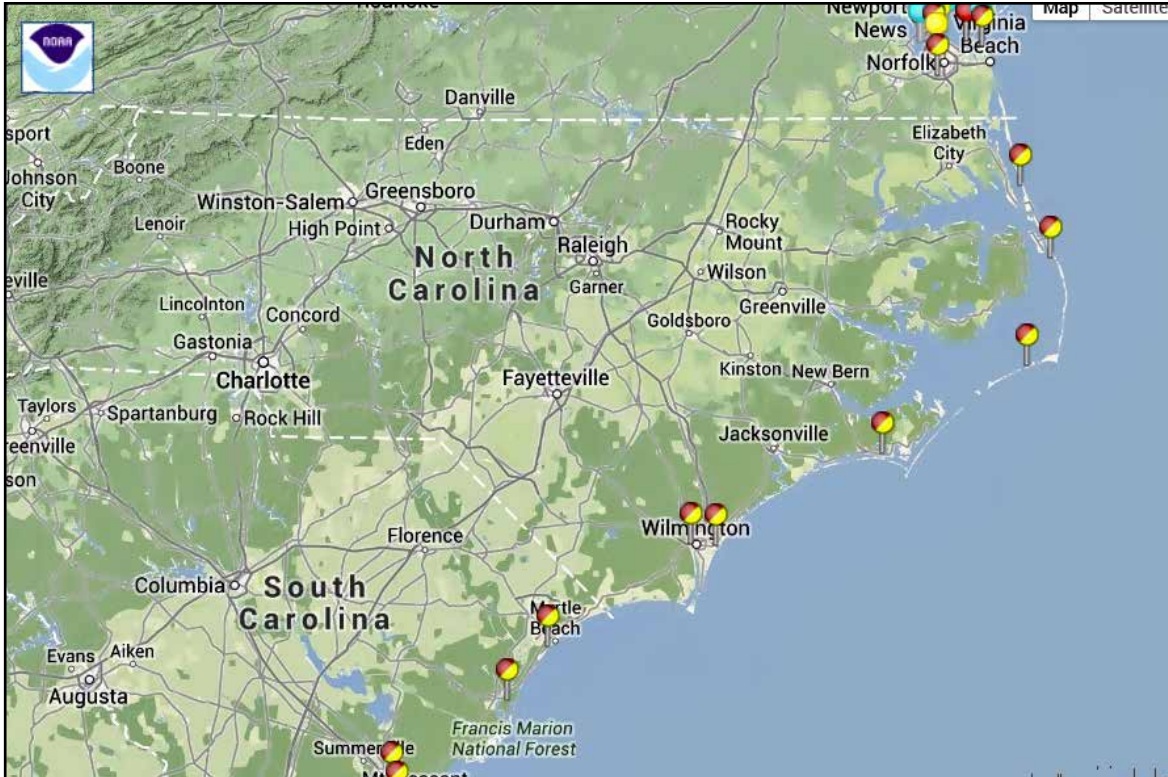 NOAA
Roanoke
Newport
News
Map
Satellite
Virginia
Beach
Norfolk
Danville
Eden
Elizabeth
City
Boone
Johnson
City
Winston-Salem
Greensboro
High Point
Durham
Raleigh
Garner
Rocky
Mount
Wilson
Greenville
Lenoir
North
Carolina
Lincolnton
Concord
Gastonia
Charlotte
Goldsboro
Kinston
New Bern
Fayetteville
Taylors
Spartanburg
Rock Hill
Jacksonville
Wilmington
Florence
Columbia
South
Carolina
Myrtle
Beach
Evans
Aiken
Augusta
Francis Marion
National Forest
Summerville